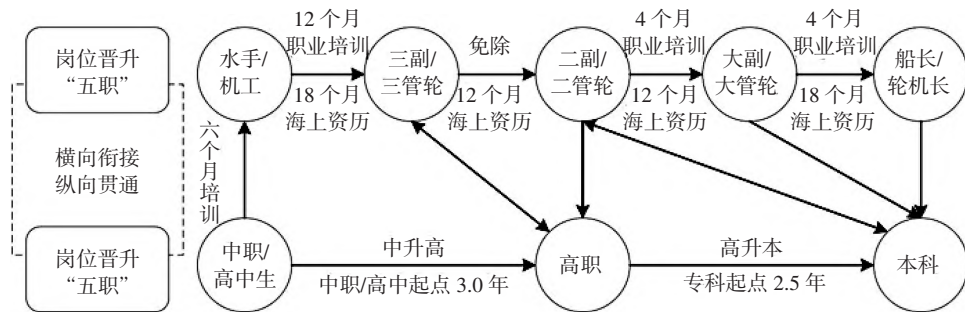 岗位晋升
“五职”
横向衔接
纵向贯通
岗位晋升
“五职”
水手/
机工
12 个月
职业培训
18 个月
海上资历
三副/
三管轮
免除
12 个月
海上资历
二副/
二管轮
4 个月
职业培训
12 个月
海上资历
大副/
大管轮
4 个月
职业培训
18 个月
海上资历
船长/
轮机长
六个月培训
中职/
高中生
中升高
中职/高中起点 3.0 年
高职
高升本
专科起点 2.5 年
本科